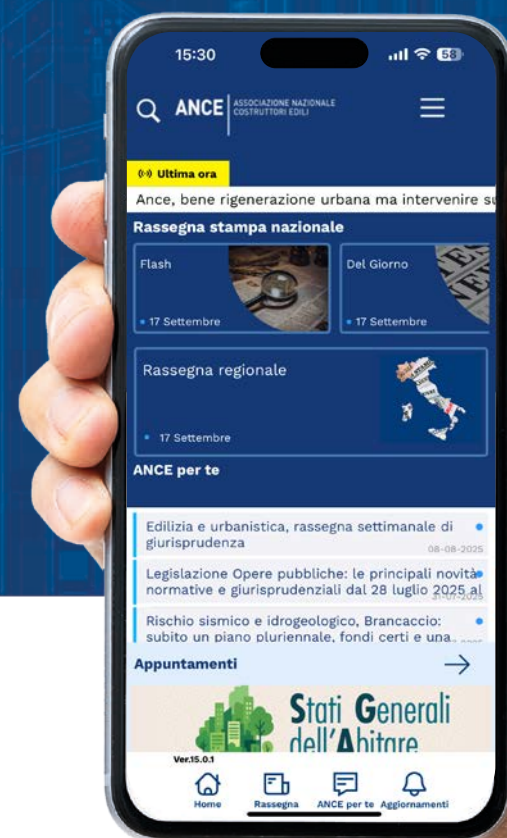 15:30
58
ANCE ASSOCIAZIONE NAZIONALE
COSTRUTTORI EDILI
Ultima ora
Ance, bene rigenerazione urbana ma intervenire su
Rassegna stampa nazionale
Flash
17 Settembre
Del Giorno
17 Settembre
Rassegna regionale
17 Settembre
ANCE per te
Edilizia e urbanistica, rassegna settimanale di
giurisprudenza
08-08-2025
Legislazione Opere pubbliche: le principali novità
normative e giurisprudenziali dal 28 luglio 2025 al
31-07-2025
Rischio sismico e idrogeologico, Brancaccio:
subito un piano pluriennale, fondi certi e una
Appuntamenti
Stati Generali
dell'Abitare
Ver.15.0.1
Home
Rassegna
ANCE per te
Aggiornamenti